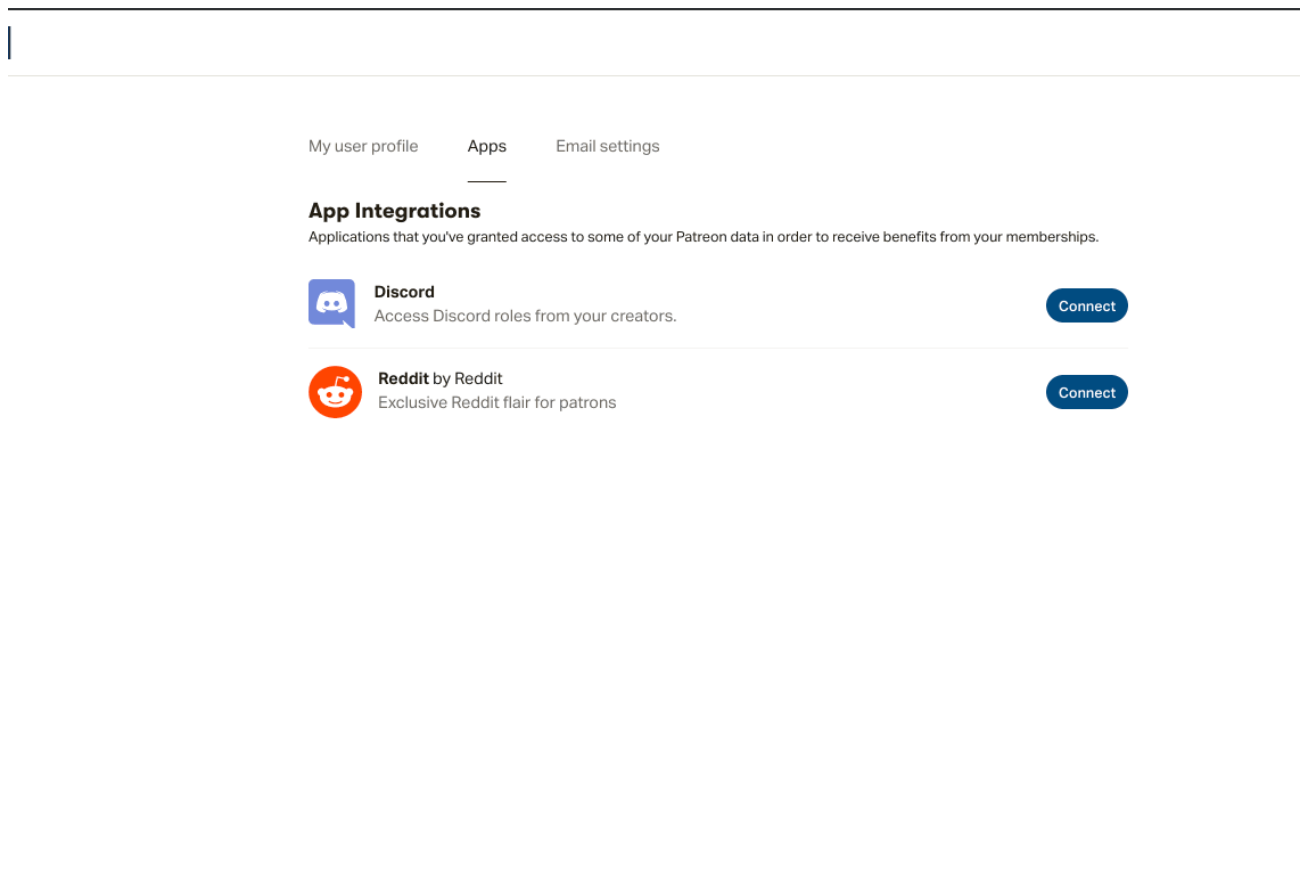 My user profile Apps Email settings
App Integrations
Applications that you've granted access to some of your Patreon data in order to receive benefits from your memberships.
Discord
Access Discord roles from your creators.
Connect
Reddit by Reddit
Exclusive Reddit flair for patrons
Connect